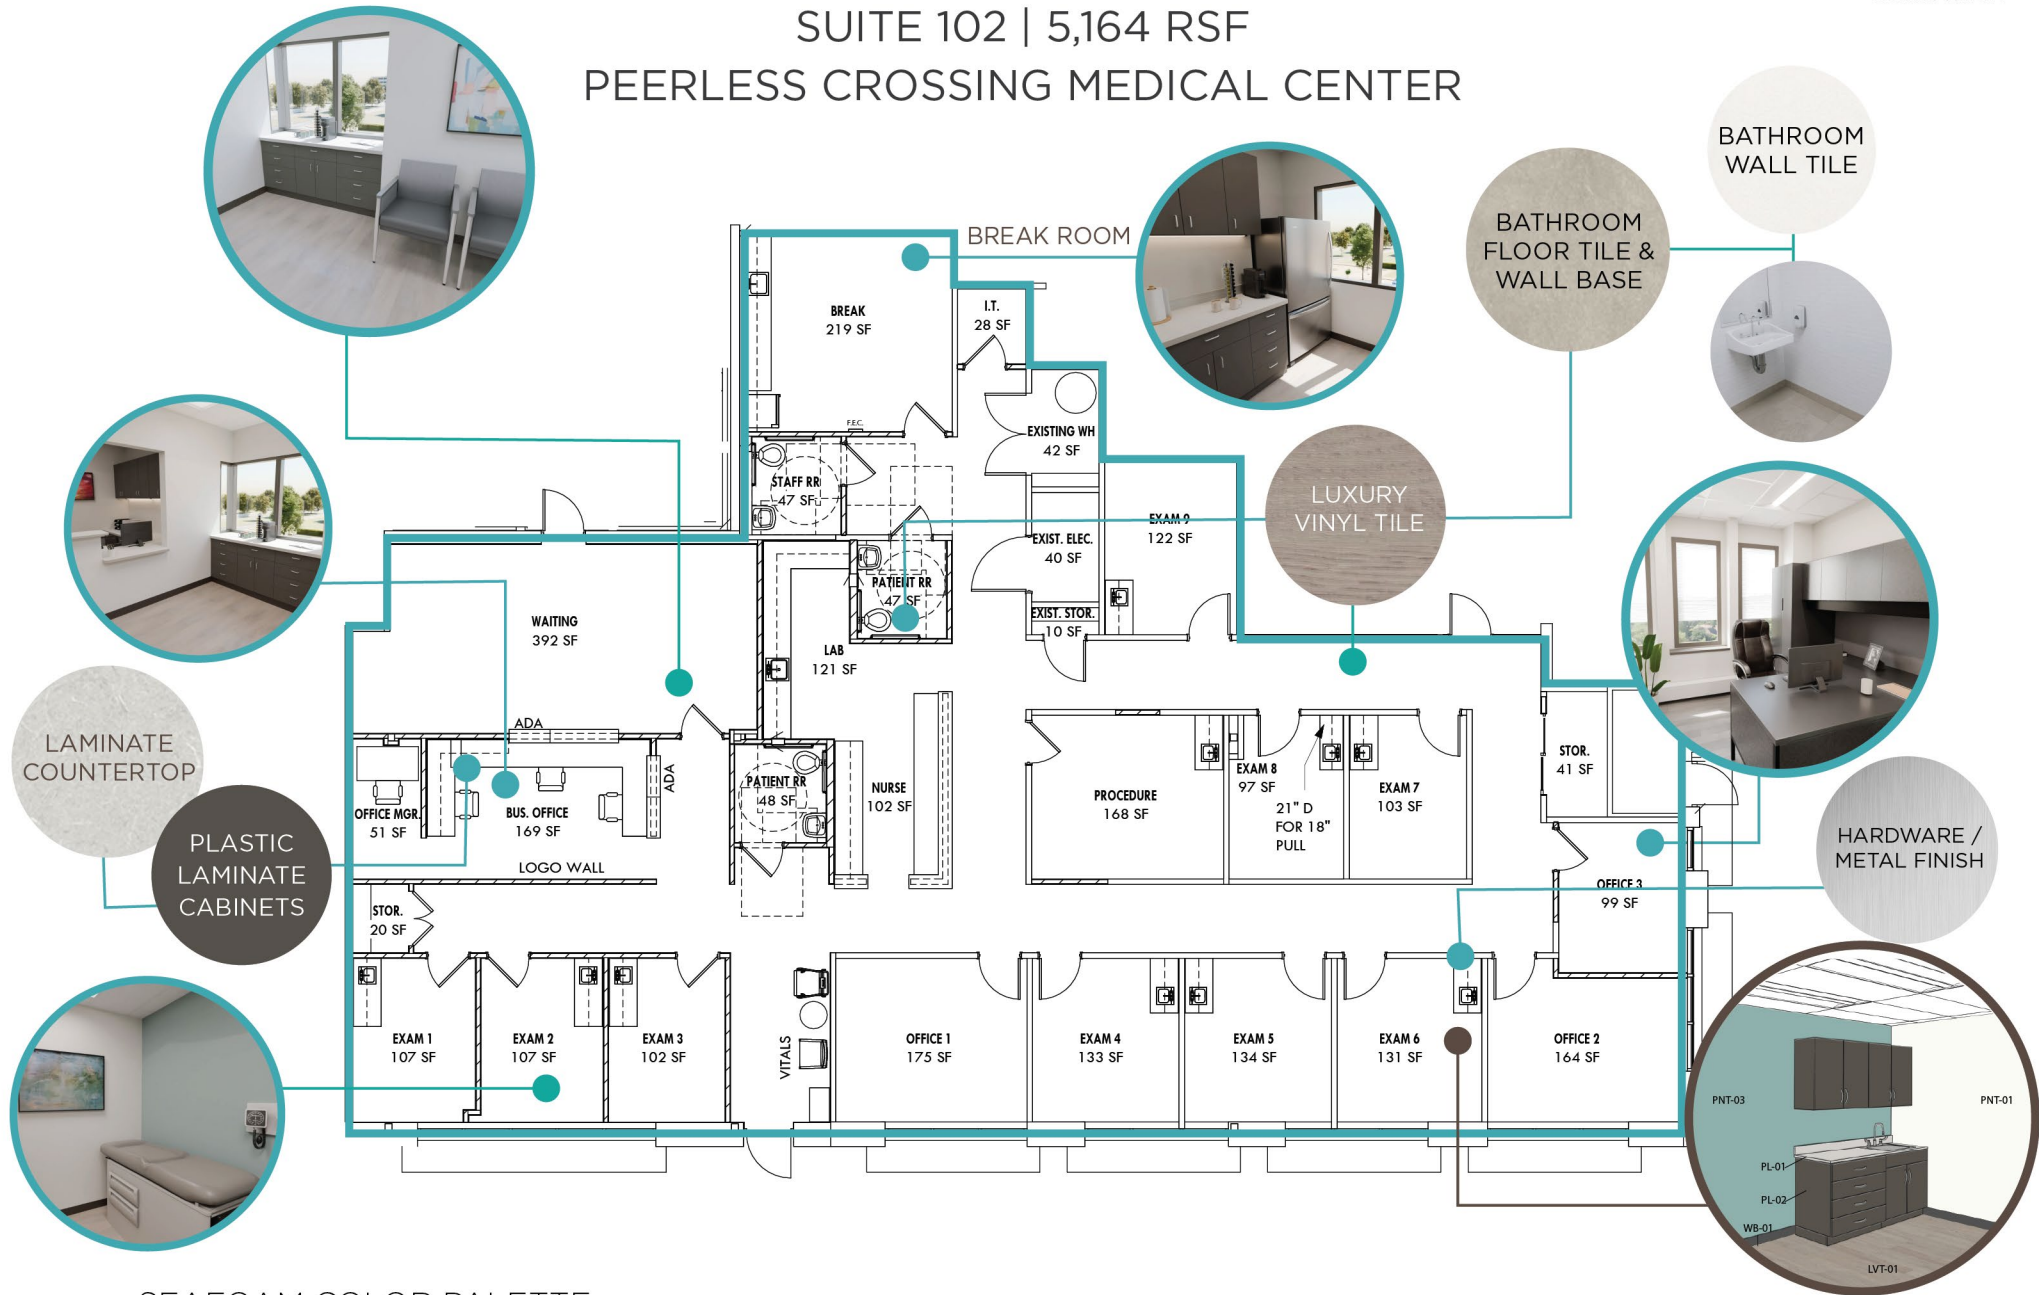 SUITE 102 | 5,164 RSF
PEERLESS CROSSING MEDICAL CENTER
BATHROOM
WALL TILE
BATHROOM
FLOOR TILE &
WALL BASE
BREAK ROOM
BREAK
219 SF
I.T.
28 SF
F.E.C.
EXISTING WH
42 SF
STAFF RR
47 SF
LUXURY
VINYL TILE
EXAM 9
122 SF
EXIST. ELEC.
40 SF
PATIENT RR
47 SF
EXIST. STOR.
10 SF
WAITING
392 SF
LAB
121 SF
LAMINATE
COUNTERTOP
ADA
ADA
PLASTIC
LAMINATE
CABINETS
OFFICE MGR.
51 SF
BUS. OFFICE
169 SF
LOGO WALL
PATIENT RR
48 SF
NURSE
102 SF
PROCEDURE
168 SF
EXAM 8
97 SF
21" D
FOR 18"
PULL
EXAM 7
103 SF
STOR.
41 SF
HARDWARE /
METAL FINISH
OFFICE 3
99 SF
STOR.
20 SF
EXAM 1
107 SF
EXAM 2
107 SF
EXAM 3
102 SF
VITALS
OFFICE 1
175 SF
EXAM 4
133 SF
EXAM 5
134 SF
EXAM 6
131 SF
OFFICE 2
164 SF
PNT-03
PNT-01
PL-01
PL-02
WB-01
LVT-01
SEAFOAM COLOR PALETTE